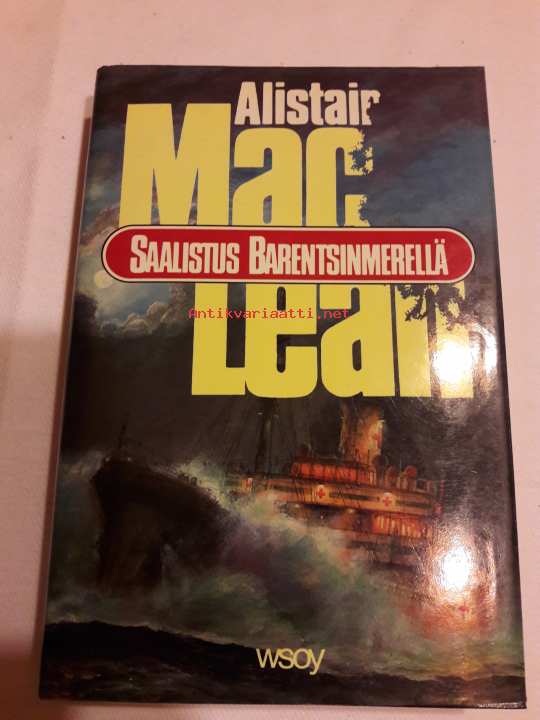 Alistair
Mac
SAALISTUS BARENTSINMERELLÄ
Antikvariaatti.net
Lean
wsoy